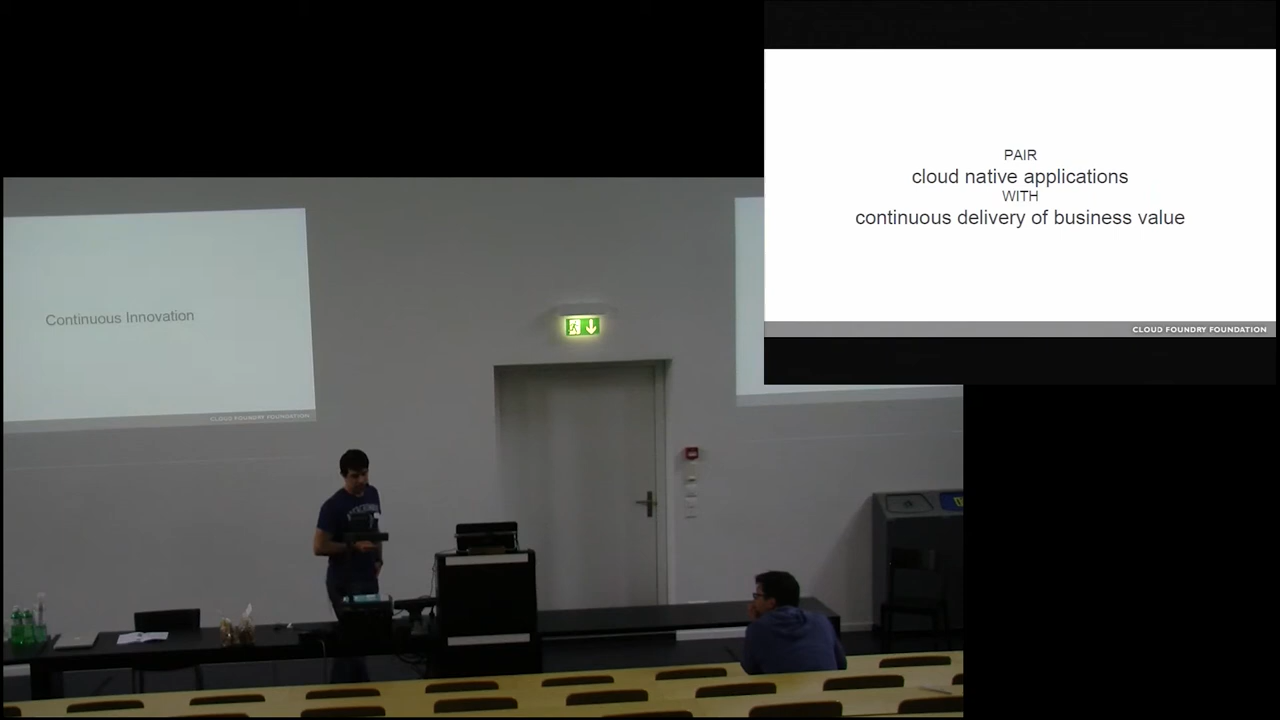 PAIR
cloud native applications
WITH
continuous delivery of business value
CLOUD FOUNDRY FOUNDATION
Continuous Innovation
CLOUD FOUNDRY FOUNDATION